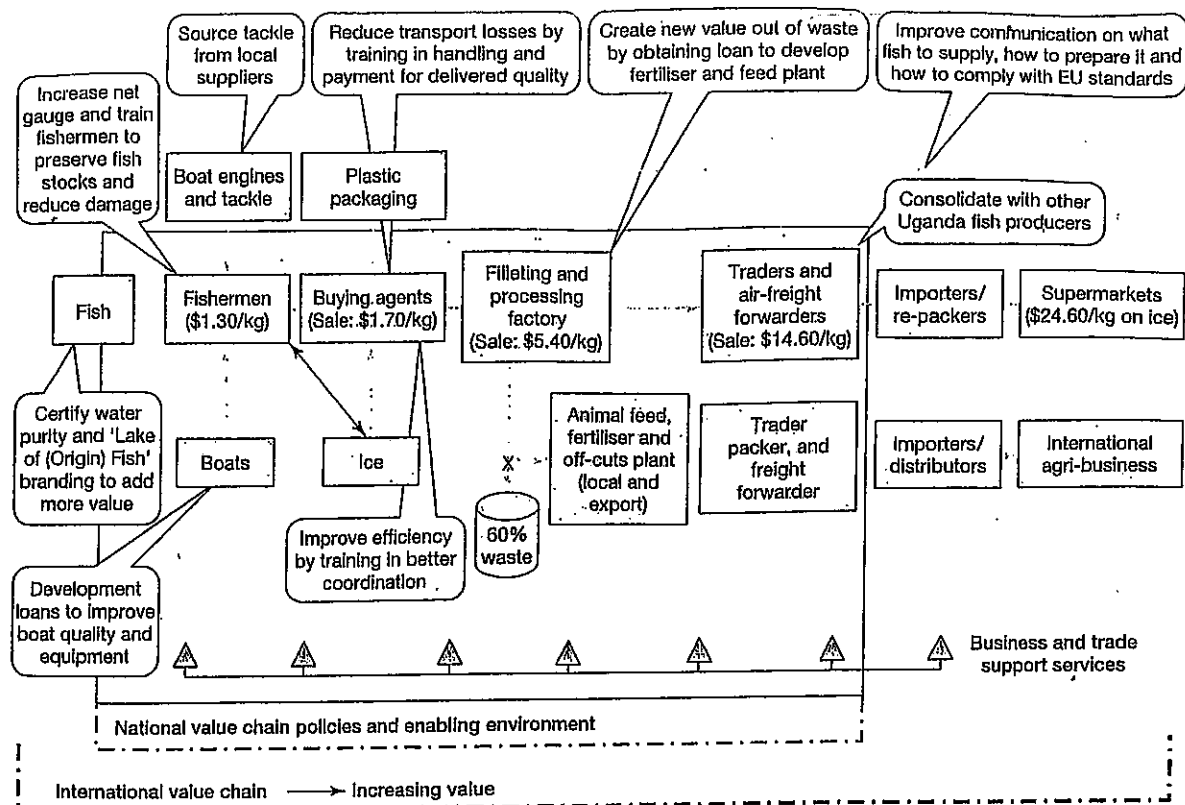 Source tackle
from local
suppliers
Reduce transport losses by
training in handling and
payment for delivered quality
Create new value out of waste
by obtaining loan to develop
fertiliser and feed plant
Improve communication on what
fish to supply, how to prepare it and
how to comply with EU standards
Increase net
gauge and train
fishermen to
preserve fish
stocks and
reduce damage
Boat engines
and tackle
Plastic
packaging
Consolidate with other
Uganda fish producers
Fish
Fishermen
($1.30/kg)
Buying agents
(Sale: $1.70/kg)
Filleting and
processing
factory
(Sale: $5.40/kg)
Traders and
air-freight
forwarders
(Sale: $14.60/kg)
Importers/
re-packers
Supermarkets
($24.60/kg on ice)
Certify water
purity and 'Lake
of (Origin) Fish'
branding to add
more value
Boats
Ice
X
60%
waste
Animal feed,
fertiliser and
off-cuts plant
(local and
export)
Trader
packer, and
freight
forwarder
Importers/
distributors
International
agri-business
Improve efficiency
by training in better
coordination
Development
loans to improve
boat quality and
equipment
Business and trade
support services
National value chain policies and enabling environment
International value chain
Increasing value